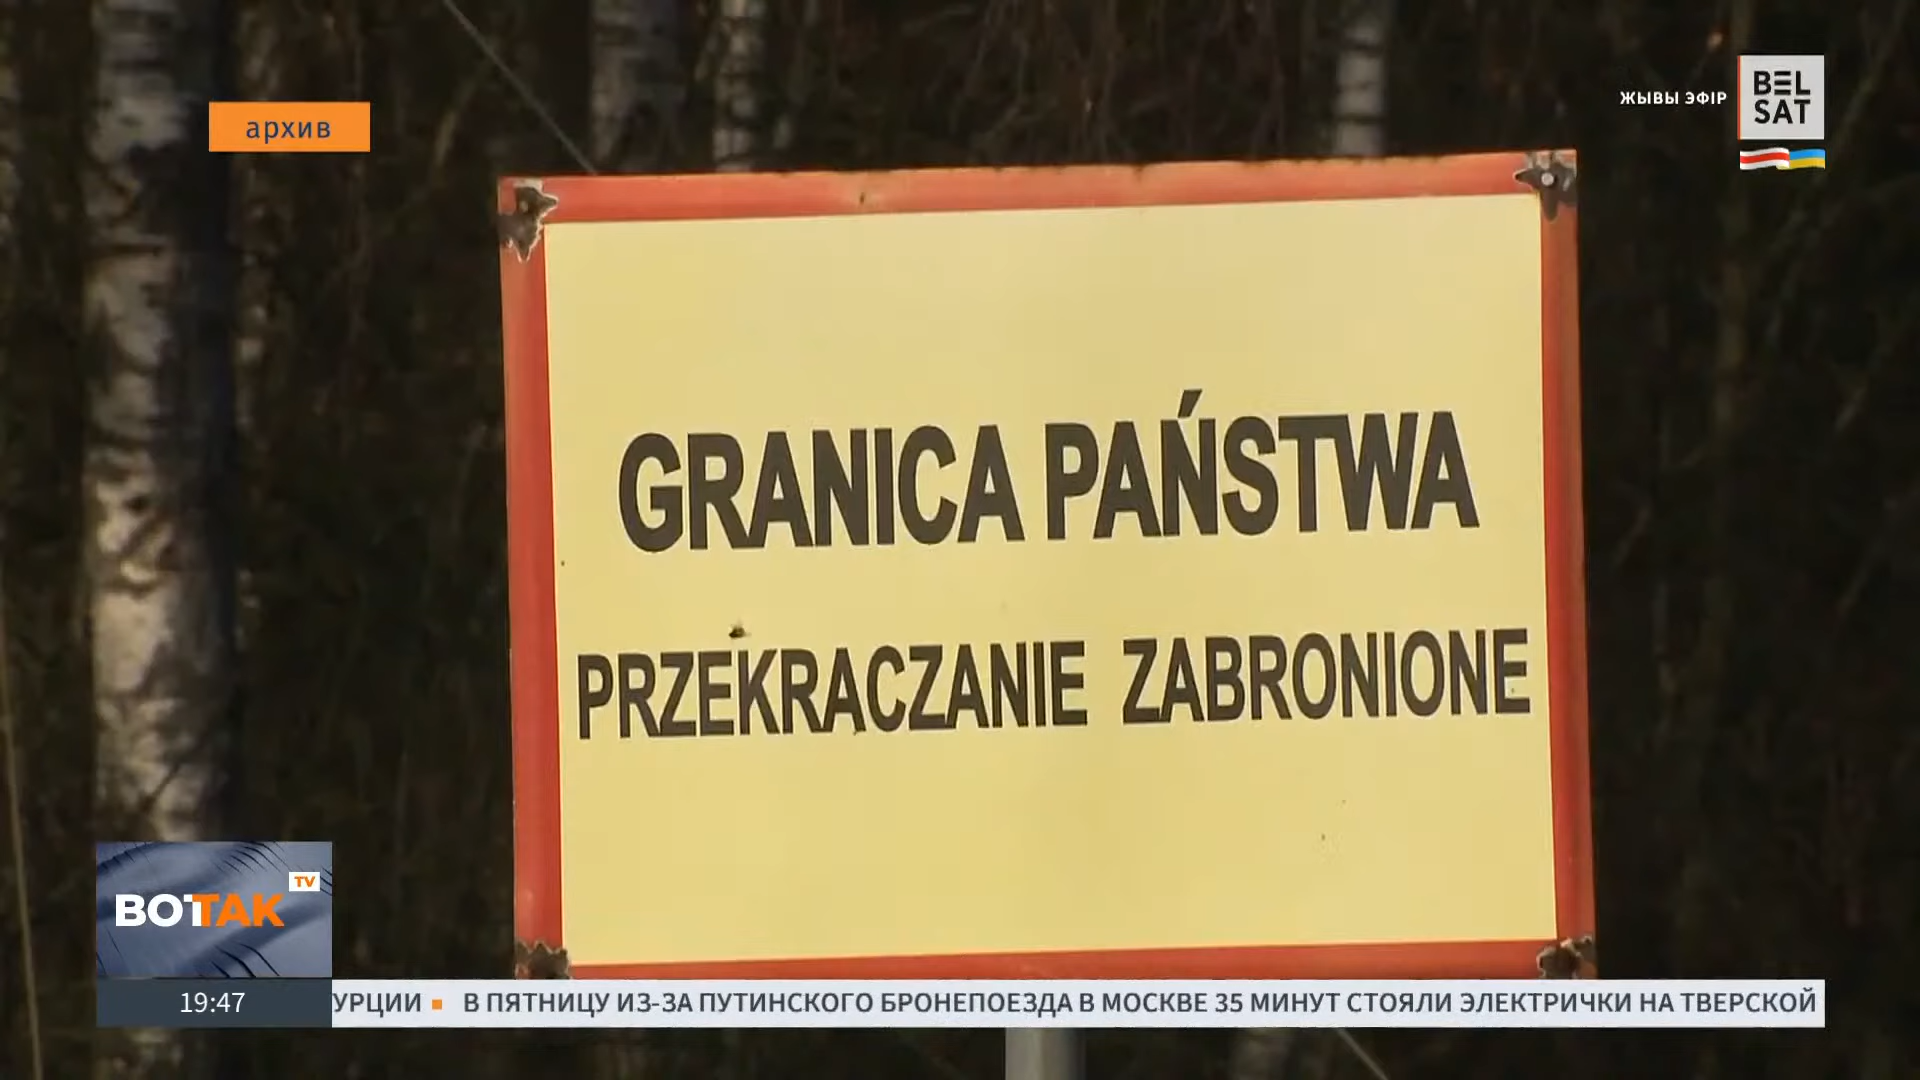 архив
ЖЫВЫ ЭФІР
BEL
SAT
GRANICA PAŃSTWA
PRZEKRACZANIE ZABRONIONE
ВОТТАК
TV
19:47
УРЦИИ ▪ В ПЯТНИЦУ ИЗ-ЗА ПУТИНСКОГО БРОНЕПОЕЗДА В МОСКВЕ 35 МИНУТ СТОЯЛИ ЭЛЕКТРИЧКИ НА ТВЕРСКОЙ